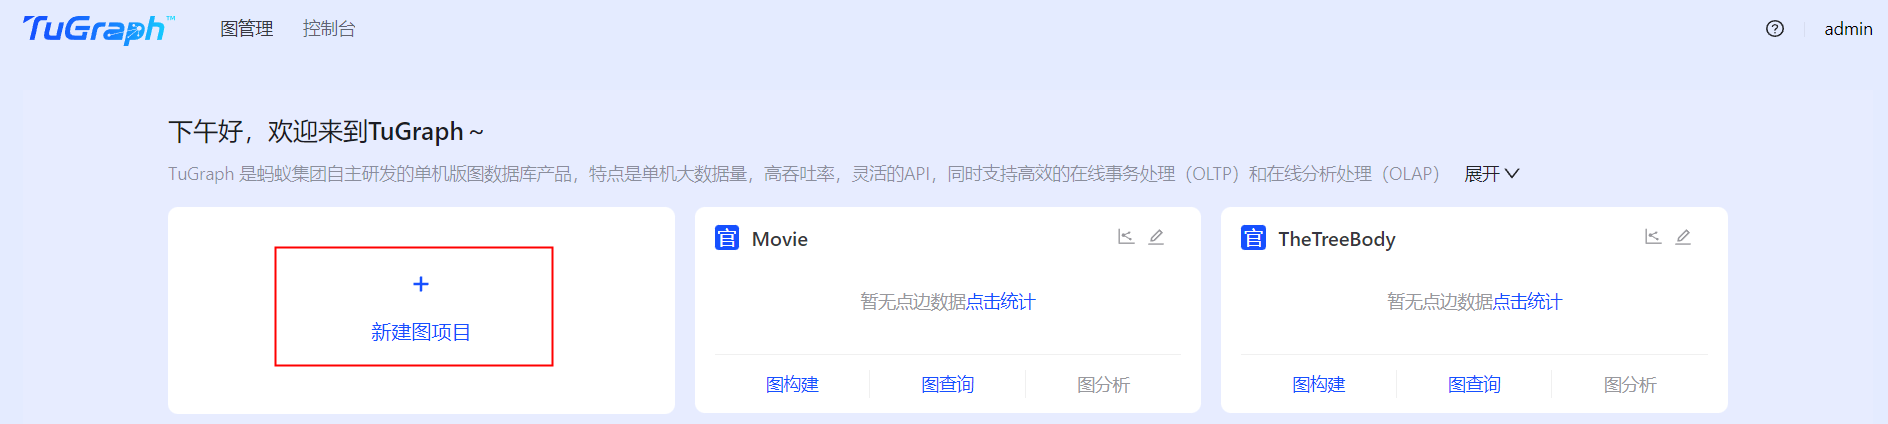 TuGraph™ 图管理 控制台 admin
下午好，欢迎来到TuGraph～
TuGraph 是蚂蚁集团自主研发的单机版图数据库产品，特点是单机大数据量，高吞吐率，灵活的API，同时支持高效的在线事务处理（OLTP）和在线分析处理（OLAP） 展开
+
新建图项目
官 Movie
暂无点边数据点击统计
图构建 图查询 图分析
官 TheTreeBody
暂无点边数据点击统计
图构建 图查询 图分析